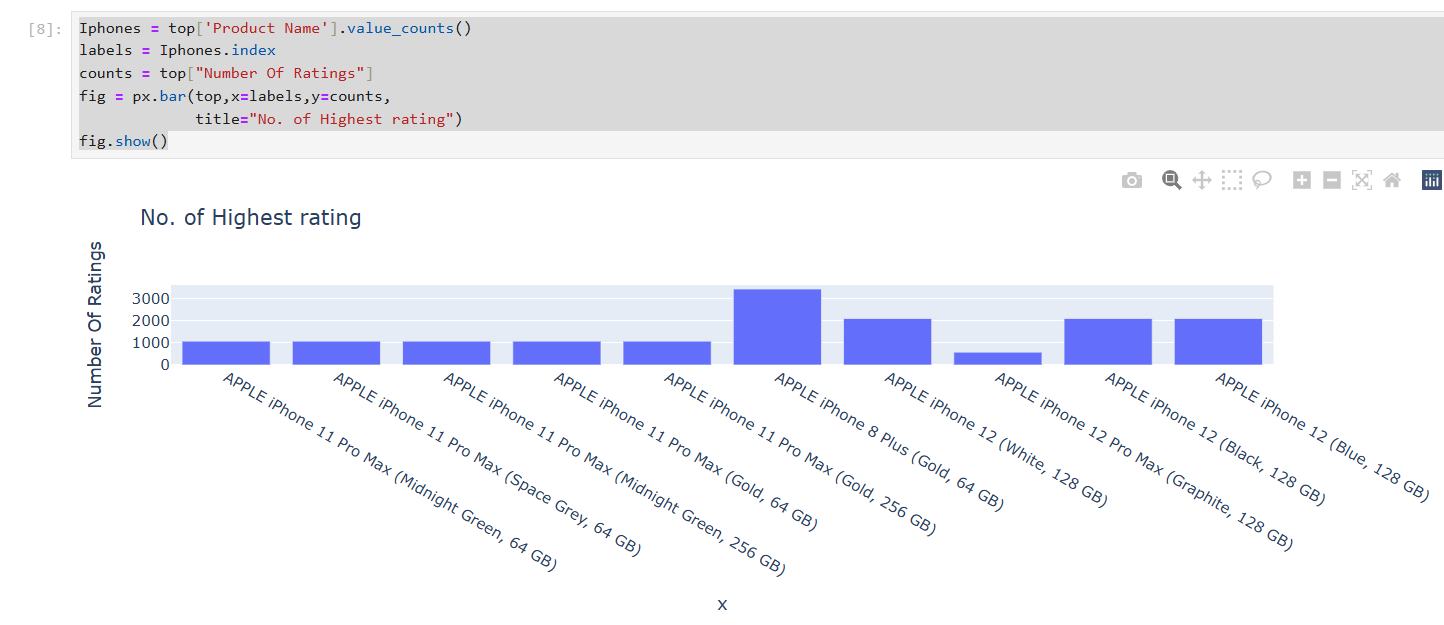 [8]:
Iphones = top['Product Name'].value_counts()
labels = Iphones.index
counts = top["Number Of Ratings"]
fig = px.bar(top,x=labels,y=counts,
title="No. of Highest rating")
fig.show()
No. of Highest rating
Number Of Ratings
3000
2000
1000
0
APPLE iPhone 11 Pro Max (Midnight Green, 64 GB)
APPLE iPhone 11 Pro Max (Space Grey, 64 GB)
APPLE iPhone 11 Pro Max (Midnight Green, 256 GB)
APPLE iPhone 11 Pro Max (Gold, 64 GB)
APPLE iPhone 11 Pro Max (Gold, 256 GB)
APPLE iPhone 8 Plus (Gold, 64 GB)
APPLE iPhone 12 (White, 128 GB)
APPLE iPhone 12 Pro Max (Graphite, 128 GB)
APPLE iPhone 12 (Black, 128 GB)
APPLE iPhone 12 (Blue, 128 GB)
x